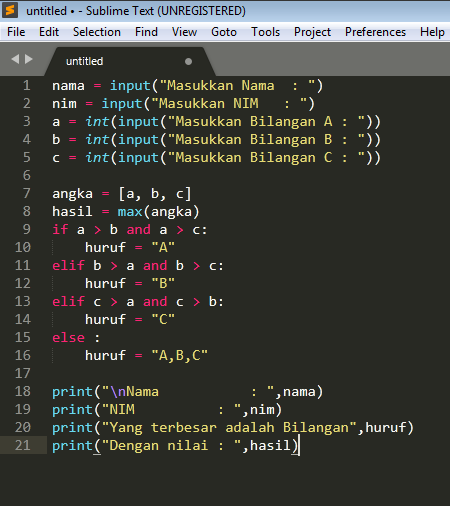 untitled • - Sublime Text (UNREGISTERED)
File Edit Selection Find View Goto Tools Project Preferences Help
untitled
1 nama = input("Masukkan Nama  : ")
2 nim = input("Masukkan NIM   : ")
3 a = int(input("Masukkan Bilangan A : "))
4 b = int(input("Masukkan Bilangan B : "))
5 c = int(input("Masukkan Bilangan C : "))
6
7 angka = [a, b, c]
8 hasil = max(angka)
9 if a > b and a > c:
10     huruf = "A"
11 elif b > a and b > c:
12     huruf = "B"
13 elif c > a and c > b:
14     huruf = "C"
15 else :
16     huruf = "A,B,C"
17
18 print("\nNama          : ",nama)
19 print("NIM          : ",nim)
20 print("Yang terbesar adalah Bilangan",huruf)
21 print("Dengan nilai : ",hasil)